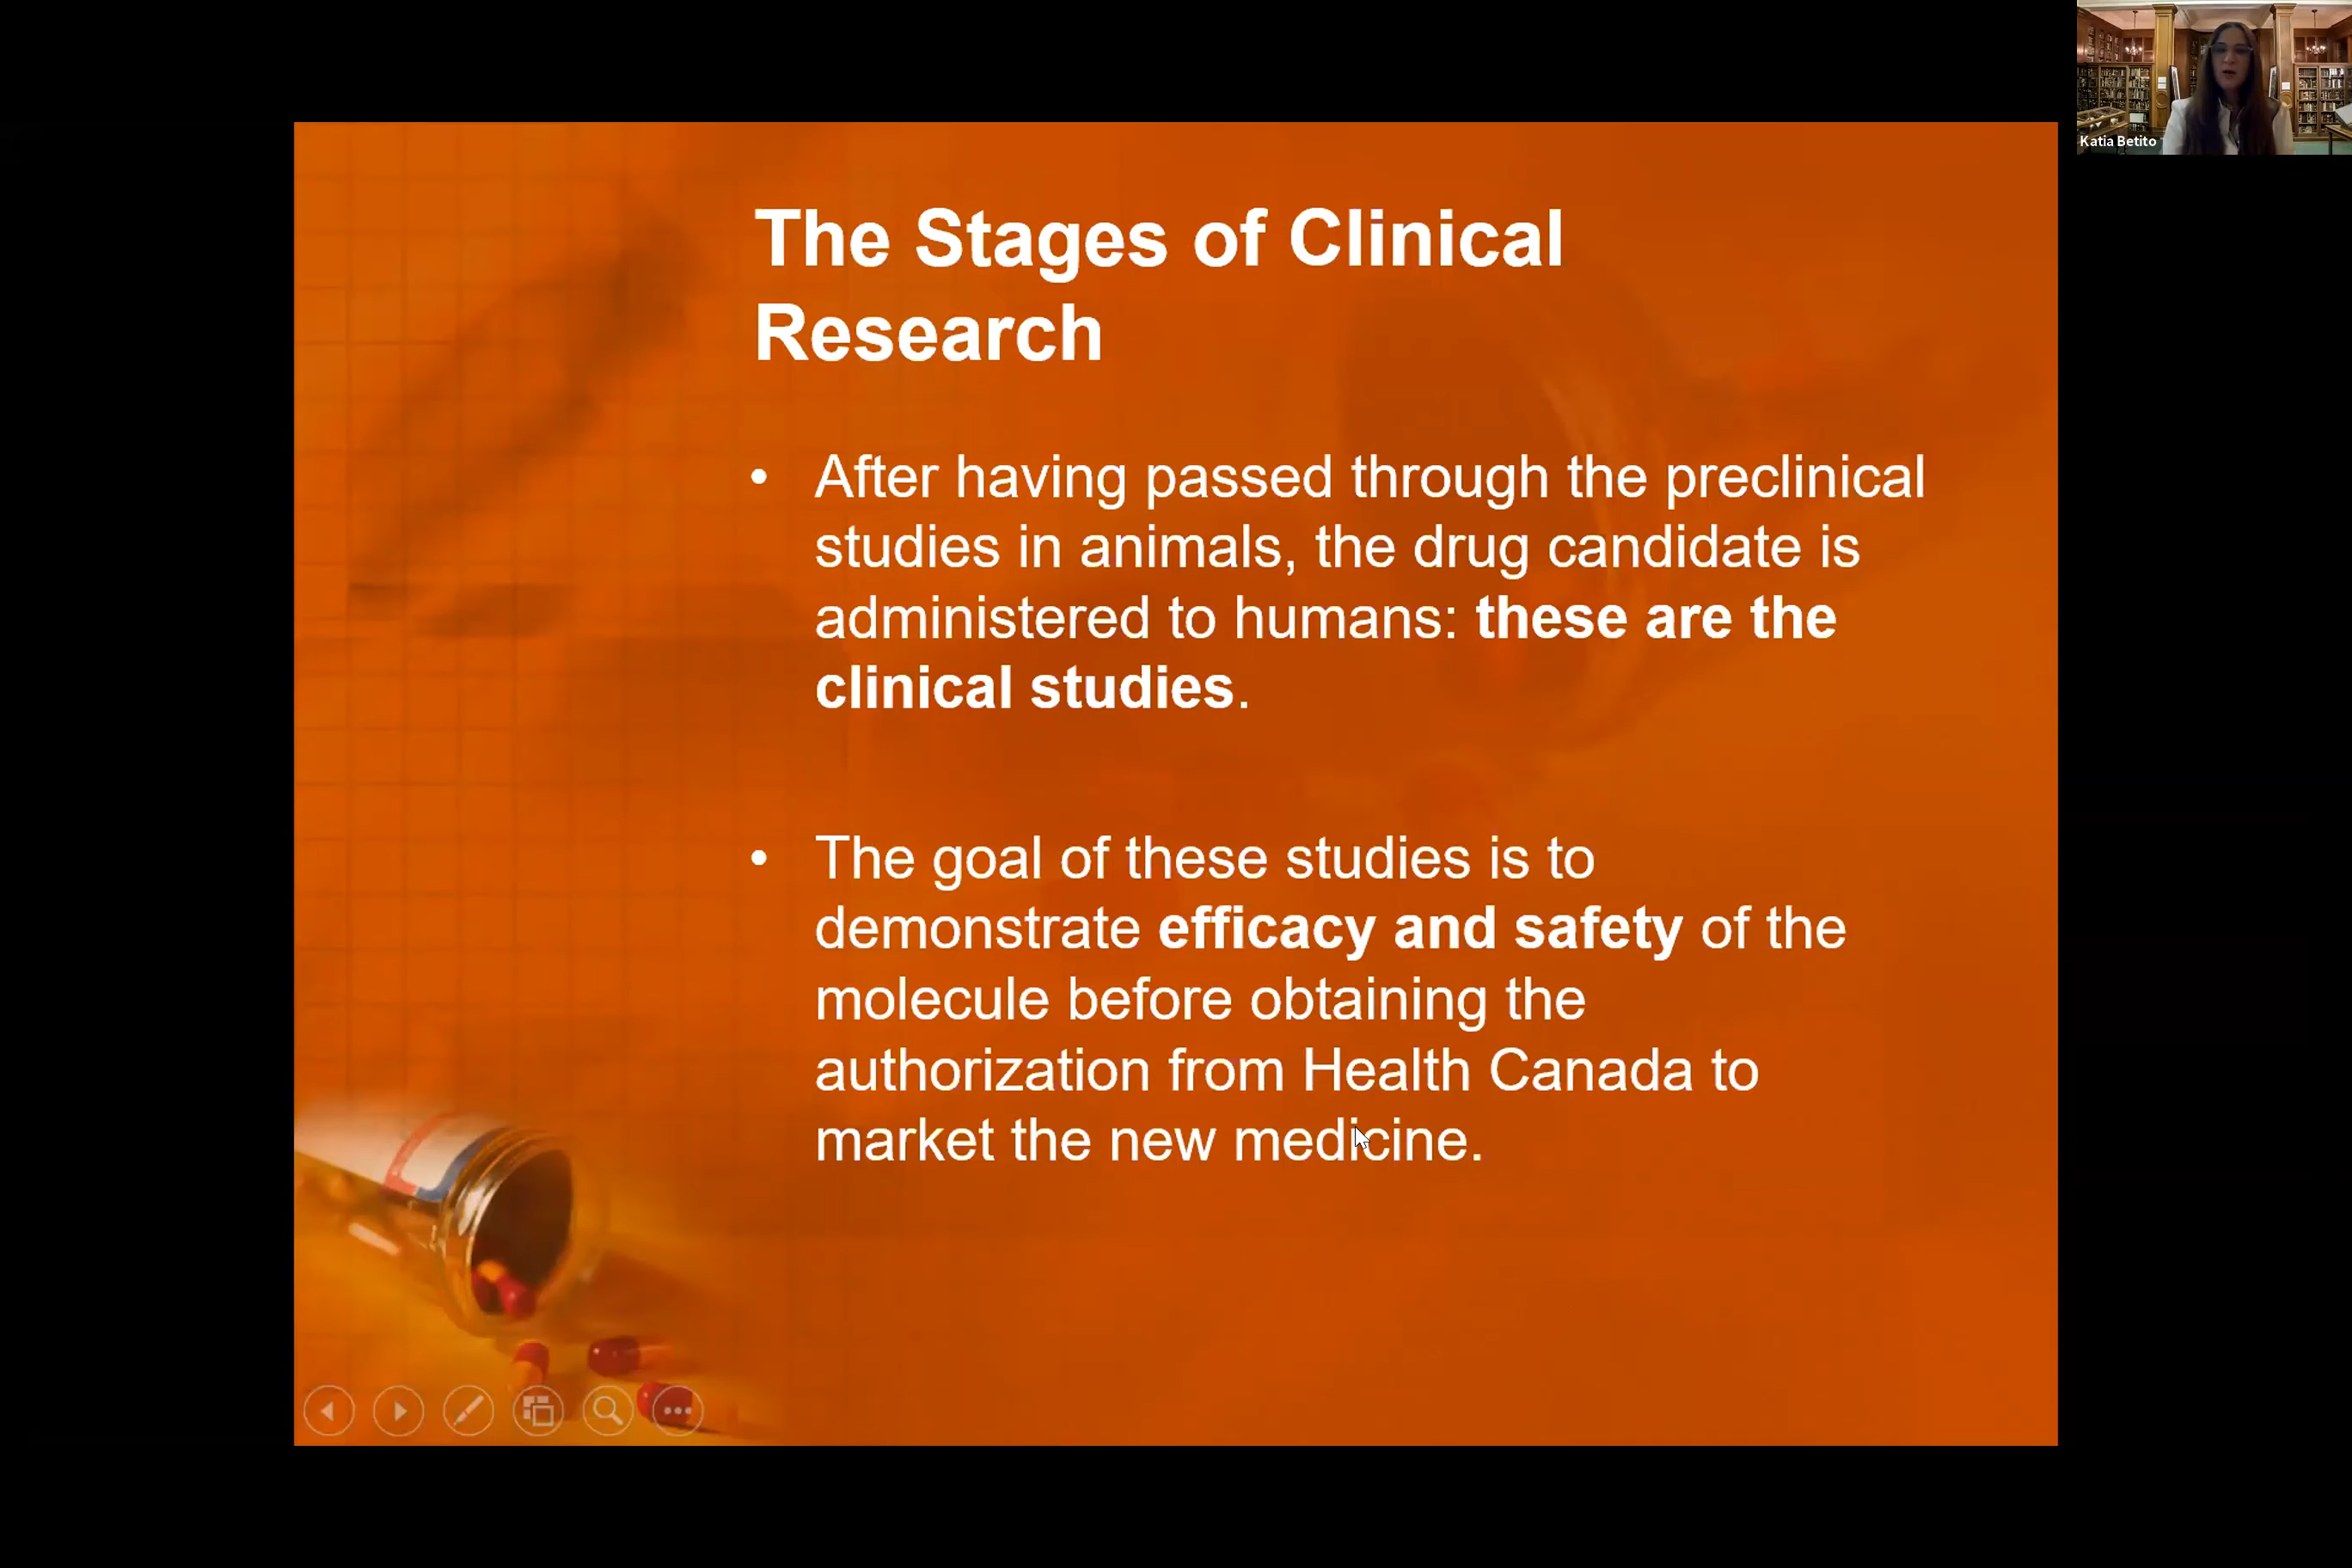 Katia Betito
The Stages of Clinical
Research
• After having passed through the preclinical
studies in animals, the drug candidate is
administered to humans: these are the
clinical studies.
• The goal of these studies is to
demonstrate efficacy and safety of the
molecule before obtaining the
authorization from Health Canada to
market the new medicine.